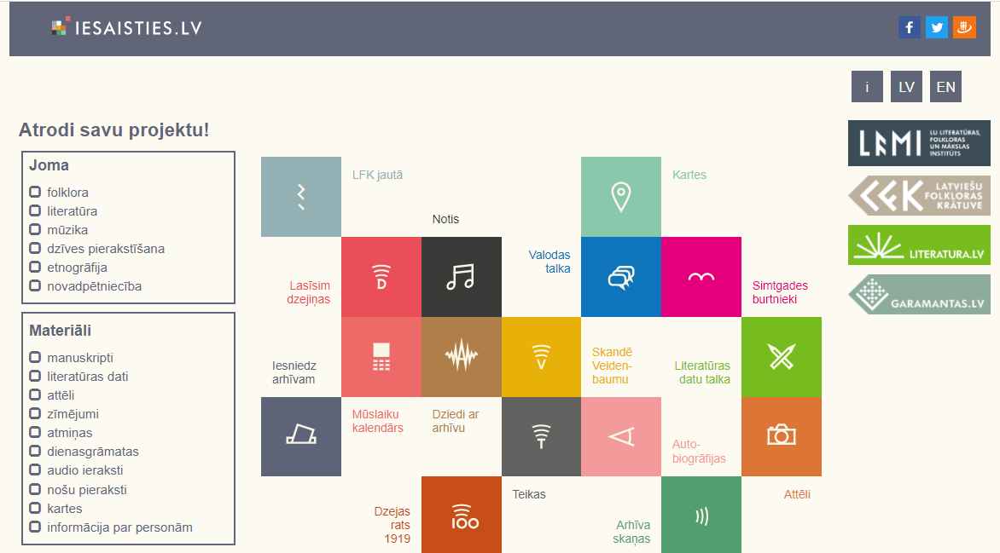 IESAISTIES.LV
i
LV
EN
Atrodi savu projektu!
Joma
folklora
literatūra
mūzika
dzīves pierakstīšana
etnogrāfija
novadpētniecība
Materiāli
manuskripti
literatūras dati
attēli
zīmējumi
atmiņas
dienasgrāmatas
audio ieraksti
nošu pieraksti
kartes
informācija par personām
LFK jautā
Kartes
Notis
Valodas
talka
Lasīsim
dzejiņas
D
Simtgades
burtnieki
Iesniedz
arhīvam
V
Skandē
Veiden-
baumu
Literatūras
datu talka
Mūslaiku
kalendārs
Dziedi ar
arhīvu
T
Auto-
biogrāfijas
Dzejas
rats
1919
100
Teikas
Arhīva
skaņas
Attēli
LFMI
LU LITERATŪRAS,
FOLKLORAS
UN MĀKSLAS
INSTITŪTS
LFK
LATVIEŠU
FOLKLORAS
KRĀTUVE
LITERATURA.LV
GARAMANTAS.LV